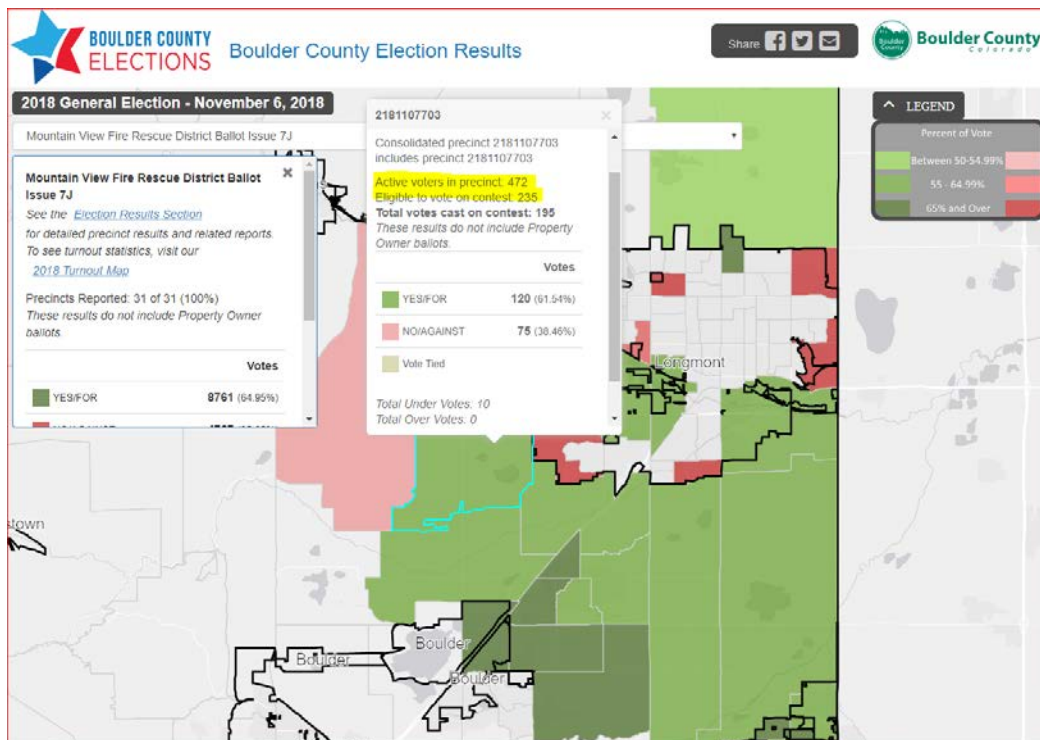 BOULDER COUNTY
ELECTIONS
Boulder County Election Results
Share
Boulder County
Boulder County
Colorado
2018 General Election - November 6, 2018
Mountain View Fire Rescue District Ballot Issue 7J
Mountain View Fire Rescue District Ballot
Issue 7J
See the Election Results Section
for detailed precinct results and related reports.
To see turnout statistics, visit our
2018 Turnout Map
Precincts Reported: 31 of 31 (100%)
These results do not include Property Owner
ballots.
Votes
YES/FOR 8761 (64.95%)
2181107703
Consolidated precinct 2181107703
includes precinct 2181107703
Active voters in precinct: 472
Eligible to vote on contest: 235
Total votes cast on contest: 195
These results do not include Property
Owner ballots.
Votes
YES/FOR 120 (61.54%)
NO/AGAINST 75 (38.46%)
Vote Tied
Total Under Votes: 10
Total Over Votes: 0
LEGEND
Percent of Vote
Between 50-54.99%
55 - 64.99%
65% and Over
Longmont
Boulder
Boulder
Boulder